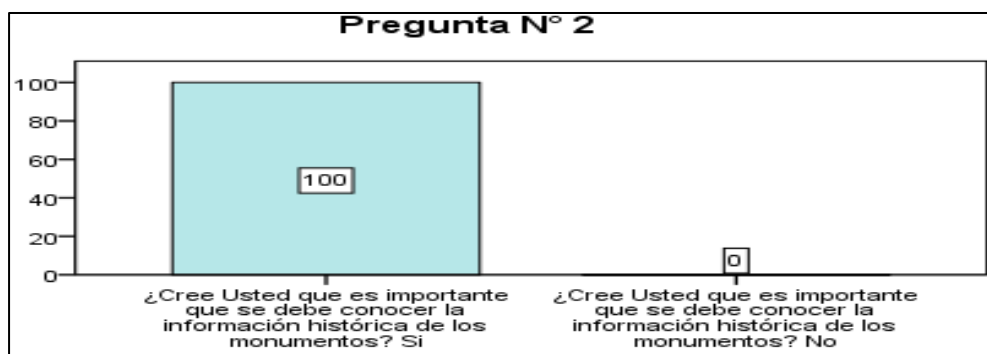 Pregunta N° 2
100
80
60
40
20
0
100
0
¿Cree Usted que es importante
que se debe conocer la
información histórica de los
monumentos? Si
¿Cree Usted que es importante
que se debe conocer la
información histórica de los
monumentos? No